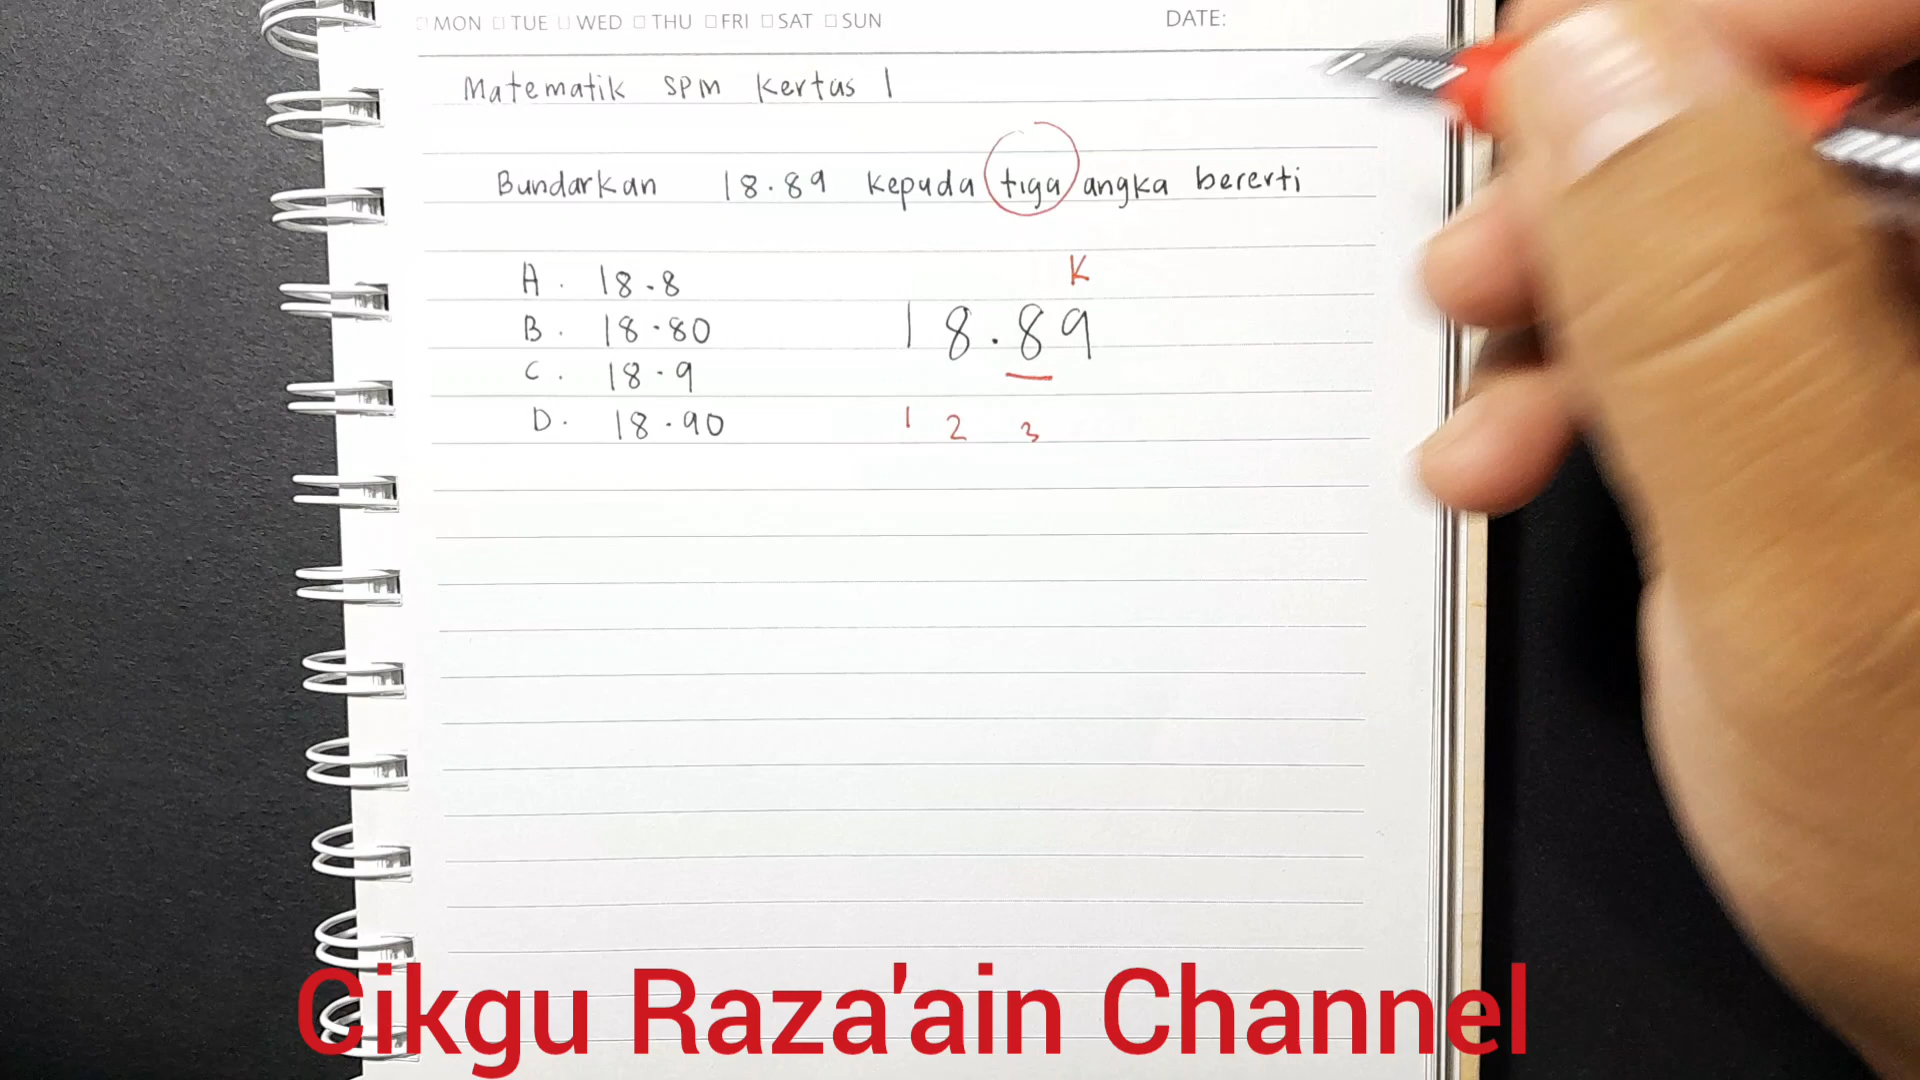 MON TUE WED THU FRI SAT SUN DATE:
Matematik SPM Kertas 1
Bundarkan 18.89 kepada tiga angka bererti
A. 18.8
B. 18.80
C. 18.9
D. 18.90
K
18.89
1 2 3
Cikgu Raza'ain Channel